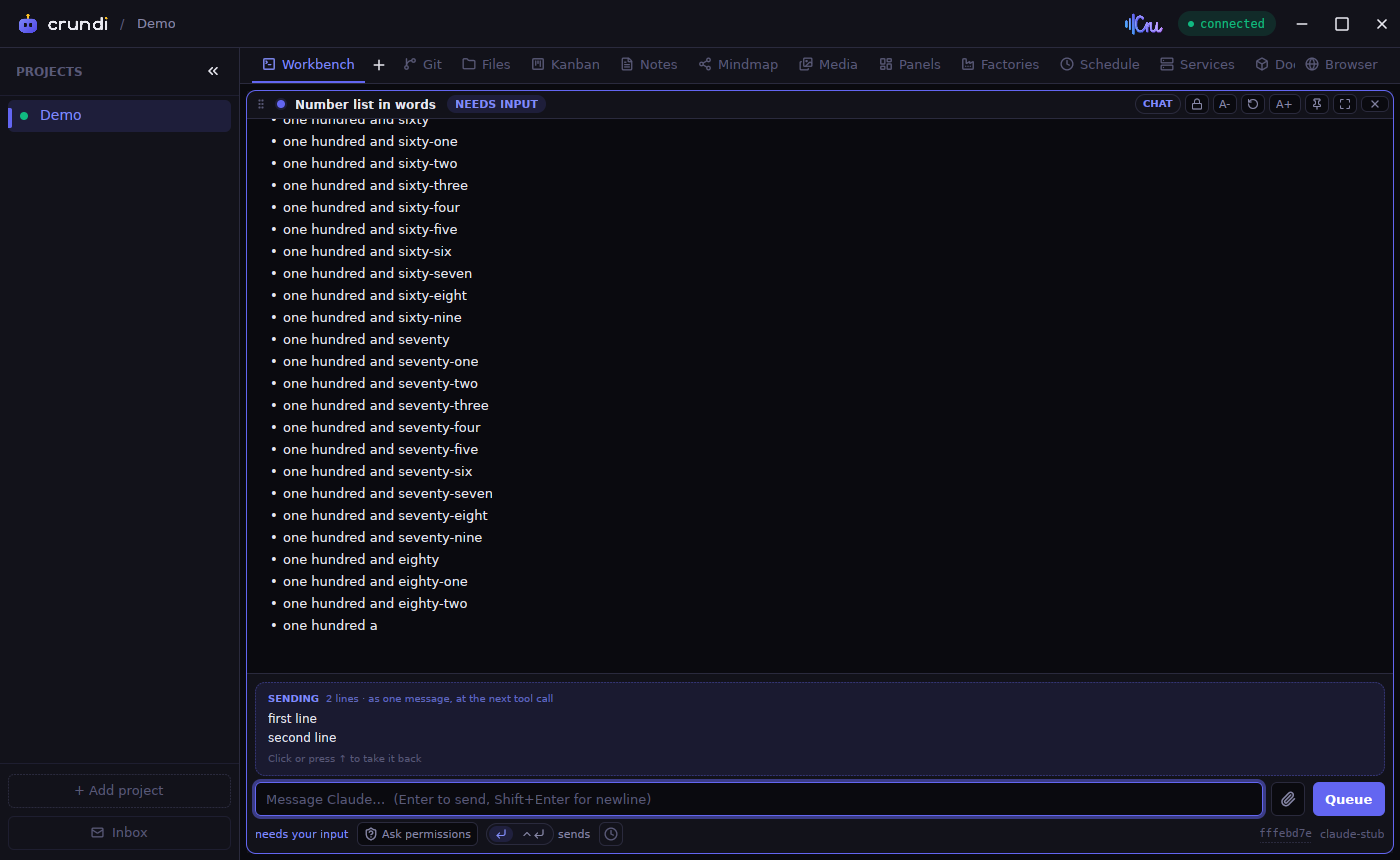 crundi / Demo
Cru
connected
PROJECTS
Workbench
Git
Files
Kanban
Notes
Mindmap
Media
Panels
Factories
Schedule
Services
Doc
Browser
Demo
Number list in words NEEDS INPUT
CHAT A- A+
one hundred and sixty
• one hundred and sixty-one
• one hundred and sixty-two
• one hundred and sixty-three
• one hundred and sixty-four
• one hundred and sixty-five
• one hundred and sixty-six
• one hundred and sixty-seven
• one hundred and sixty-eight
• one hundred and sixty-nine
• one hundred and seventy
• one hundred and seventy-one
• one hundred and seventy-two
• one hundred and seventy-three
• one hundred and seventy-four
• one hundred and seventy-five
• one hundred and seventy-six
• one hundred and seventy-seven
• one hundred and seventy-eight
• one hundred and seventy-nine
• one hundred and eighty
• one hundred and eighty-one
• one hundred and eighty-two
• one hundred a
SENDING 2 lines · as one message, at the next tool call
first line
second line
Click or press ↑ to take it back
Message Claude... (Enter to send, Shift+Enter for newline)
Queue
needs your input
Ask permissions
sends
fffebd7e claude-stub
+ Add project
Inbox